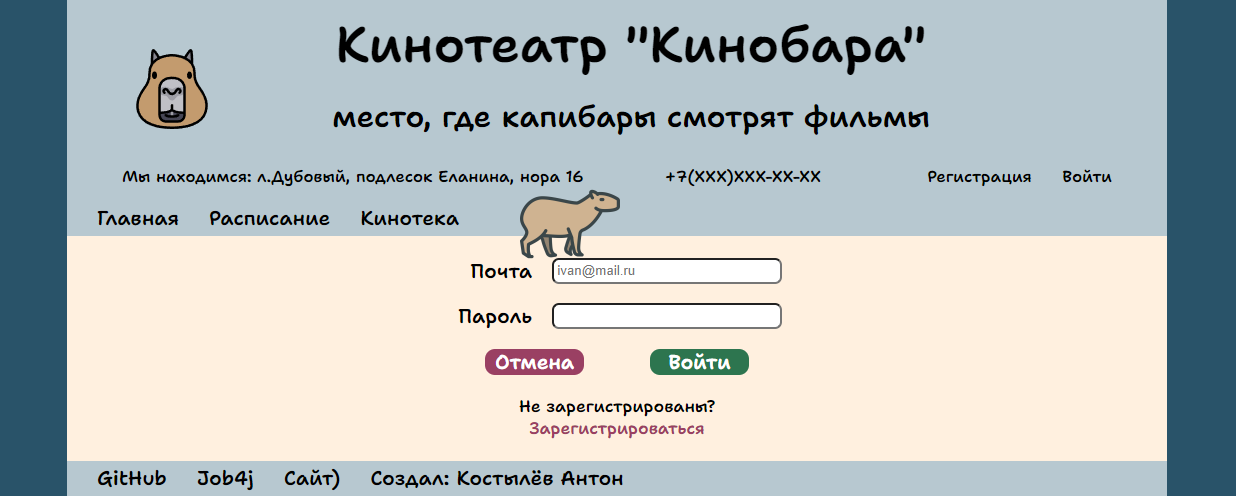 Кинотеатр "Кинобара"
место, где капибары смотрят фильмы
Мы находимся: л.Дубовый, подлесок Еланина, нора 16 +7(XXX)XXX-XX-XX Регистрация Войти
Главная Расписание Кинотека
Почта ivan@mail.ru
Пароль
Отмена Войти
Не зарегистрированы?
Зарегистрироваться
GitHub Job4j Сайт) Создал: Костылёв Антон